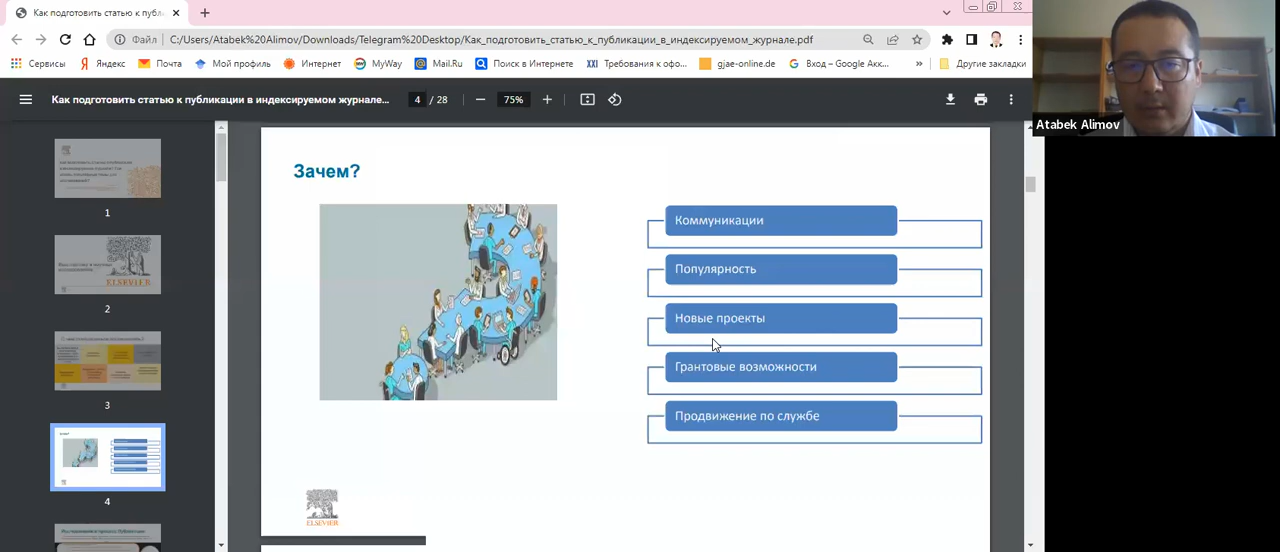 Как подготовить статью к публ
C:/Users/Atabek%20Alimov/Downloads/Telegram%20Desktop/Как_подготовить_статью_к_публикации_в_индексируемом_журнале.pdf
Файл
Сервисы
Яндекс
Почта
Мой профиль
Интернет
MyWay
Mail.Ru
Поиск в Интернете
XXI Требования к офо...
gjae-online.de
Вход – Google Акк...
»
Другие закладки
Как подготовить статью к публикации в индексируемом журнале...
4 / 28
75%
Atabek Alimov
1
ELSEVIER
2
3
4
Зачем?
Коммуникации
Популярность
Новые проекты
Грантовые возможности
Продвижение по службе
ELSEVIER